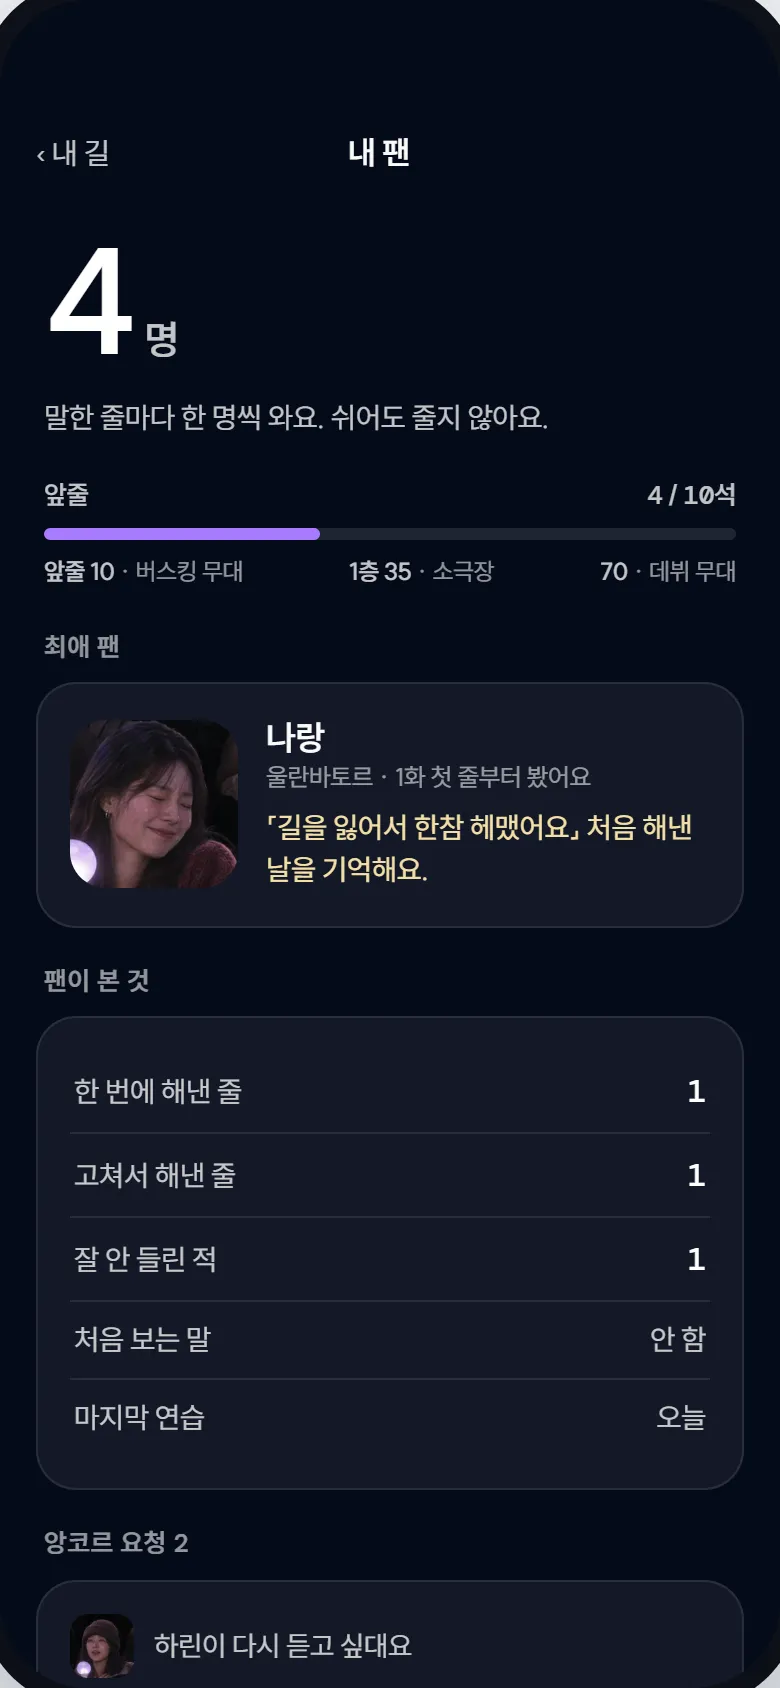 ‹ 내 길
내 팬
4 명
말한 줄마다 한 명씩 와요. 쉬어도 줄지 않아요.
앞줄 4 / 10석
앞줄 10 · 버스킹 무대 1층 35 · 소극장 70 · 데뷔 무대
최애 팬
나랑
울란바토르 · 1화 첫 줄부터 봤어요
「길을 잃어서 한참 헤맸어요」 처음 해낸
날을 기억해요.
팬이 본 것
한 번에 해낸 줄 1
고쳐서 해낸 줄 1
잘 안 들린 적 1
처음 보는 말 안 함
마지막 연습 오늘
앙코르 요청 2
하린이 다시 듣고 싶대요